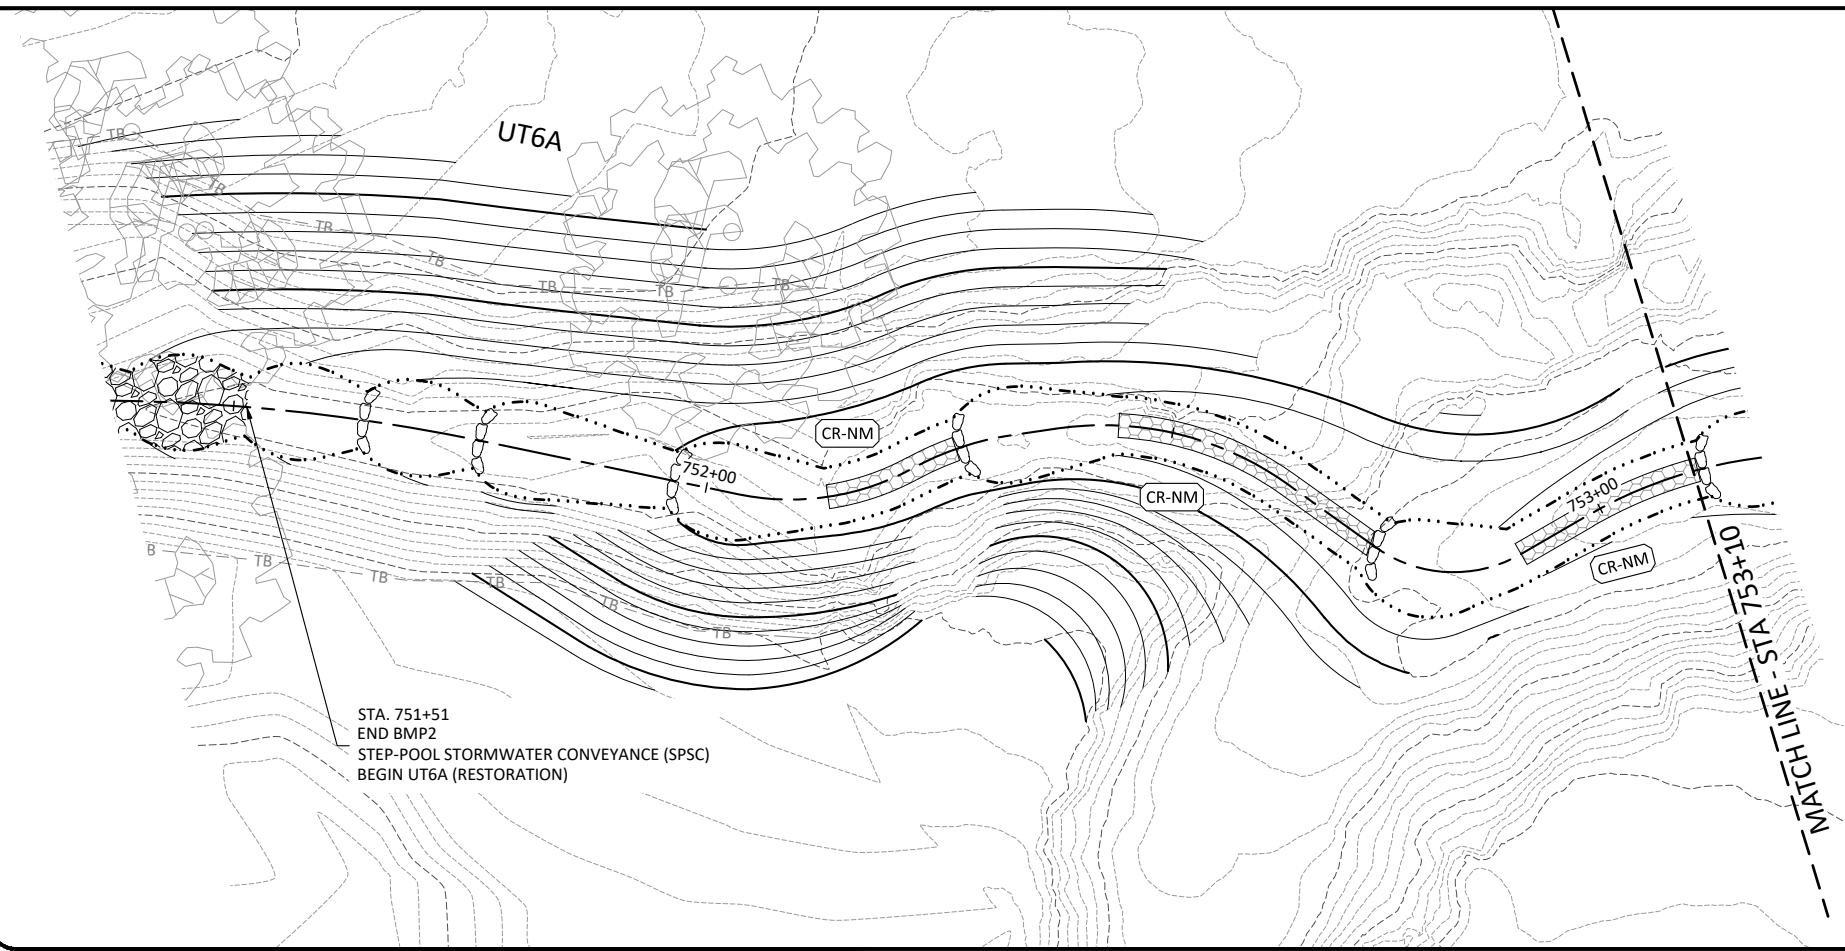 TB
UT6A
TB
TB
TB
TB
TB
TB
CR-NM
752+00
CR-NM
753+00
CR-NM
B
TB
TB
TB
TB
TB
STA. 751+51
END BMP2
STEP-POOL STORMWATER CONVEYANCE (SPSC)
BEGIN UT6A (RESTORATION)
MATCH LINE - STA 753+10